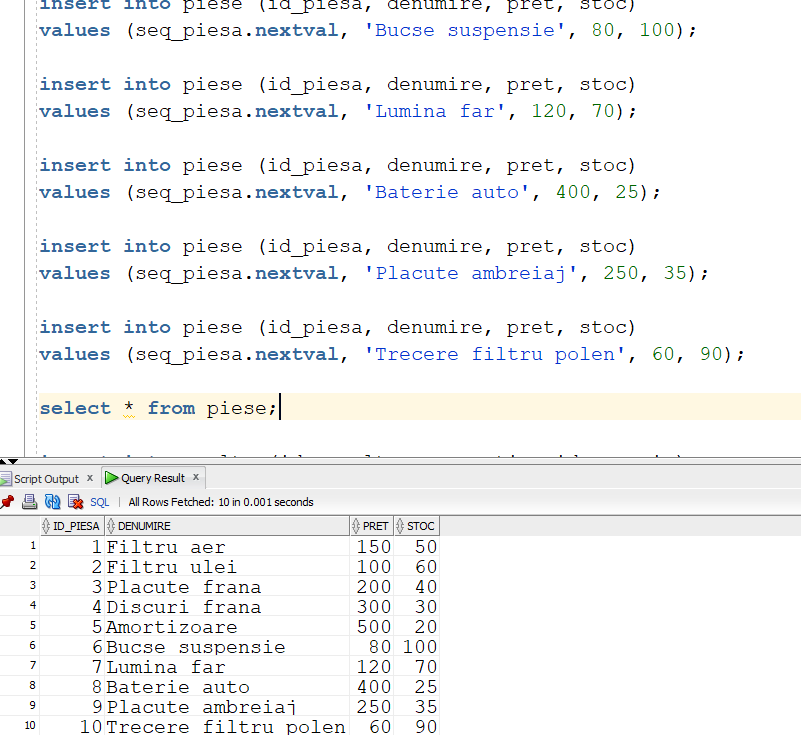 insert into piese (id_piesa, denumire, pret, stoc)
values (seq_piesa.nextval, 'Bucse suspensie', 80, 100);
insert into piese (id_piesa, denumire, pret, stoc)
values (seq_piesa.nextval, 'Lumina far', 120, 70);
insert into piese (id_piesa, denumire, pret, stoc)
values (seq_piesa.nextval, 'Baterie auto', 400, 25);
insert into piese (id_piesa, denumire, pret, stoc)
values (seq_piesa.nextval, 'Placute ambreiaj', 250, 35);
insert into piese (id_piesa, denumire, pret, stoc)
values (seq_piesa.nextval, 'Trecere filtru polen', 60, 90);
select * from piese;
Script Output x Query Result x
SQL | All Rows Fetched: 10 in 0.001 seconds
ID_PIESA DENUMIRE PRET STOC
1 1 Filtru aer 150 50
2 2 Filtru ulei 100 60
3 3 Placute frana 200 40
4 4 Discuri frana 300 30
5 5 Amortizoare 500 20
6 6 Bucse suspensie 80 100
7 7 Lumina far 120 70
8 8 Baterie auto 400 25
9 9 Placute ambreiaj 250 35
10 10 Trecere filtru polen 60 90